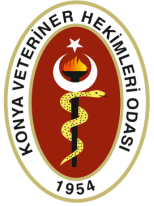 KONYA VETERİNER HEKİMLERİ ODASI
1954